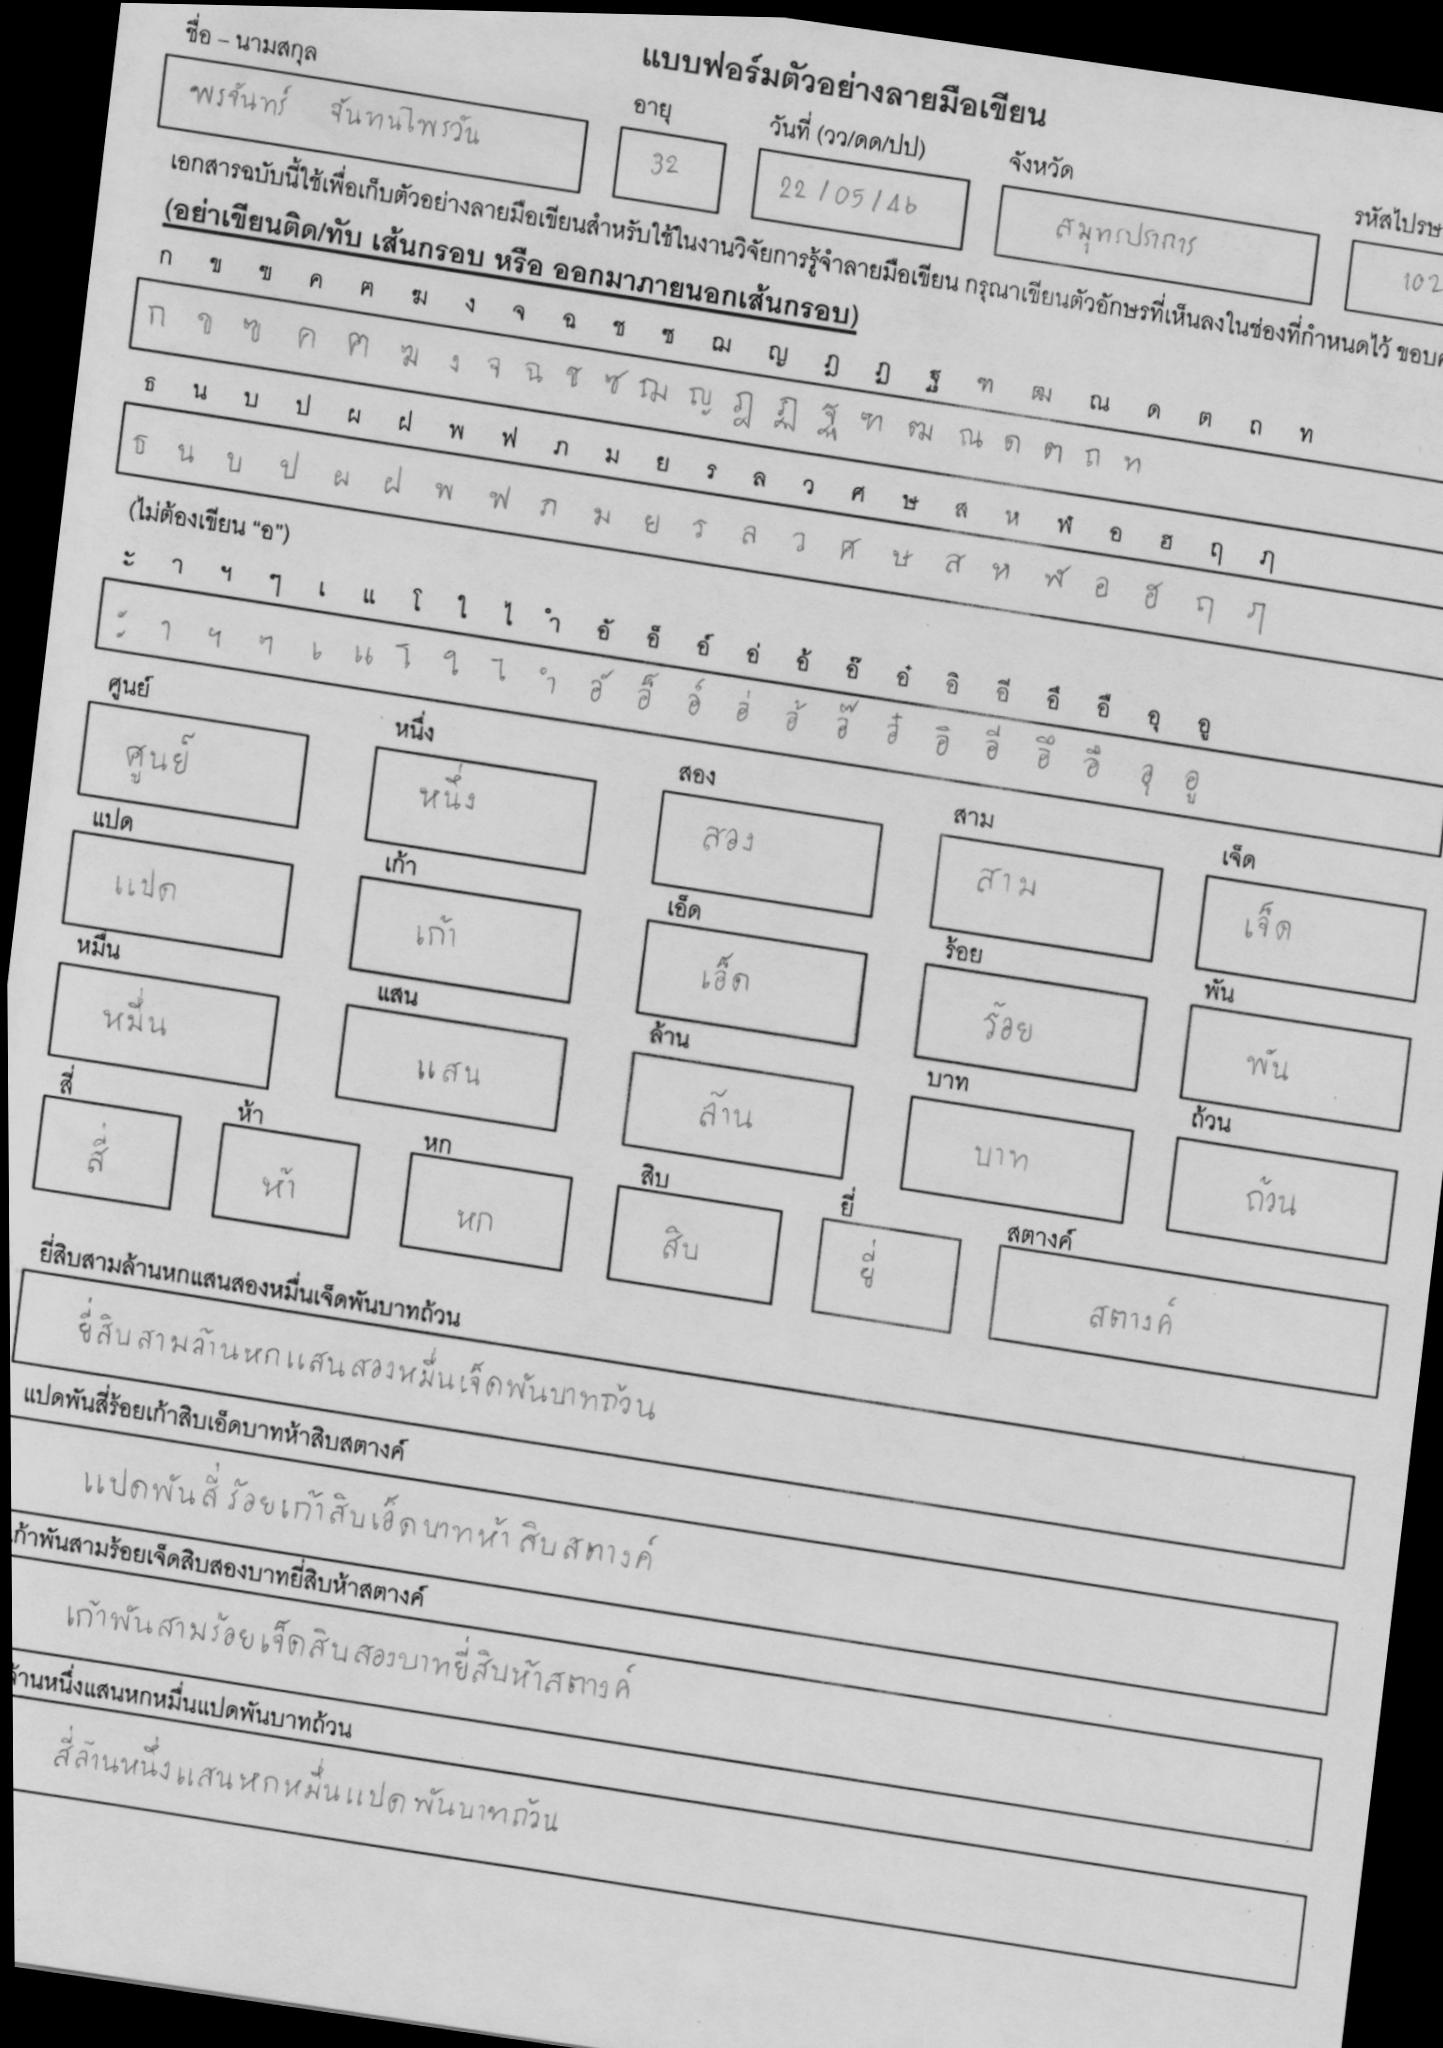 แบบฟอร์มตัวอย่างลายมือเขียน
ชื่อ – นามสกุล อายุ วันที่ (วว/ดด/ปป) จังหวัด
พรจันทร์ จันทนไพรวัน 32 22/05/46 สมุทรปราการ 102
เอกสารฉบับนี้ใช้เพื่อเก็บตัวอย่างลายมือเขียนสำหรับใช้ในงานวิจัยการรู้จำลายมือเขียน กรุณาเขียนตัวอักษรที่เห็นลงในช่องที่กำหนดไว้
(อย่าเขียนติด/ทับ เส้นกรอบ หรือ ออกมาภายนอกเส้นกรอบ)
ก ข ฃ ค ฅ ฆ ง จ ฉ ช ซ ฌ ญ ฎ ฏ ฐ ฑ ฒ ณ ด ต ถ ท
ก ข ฃ ค ฅ ฆ ง จ ฉ ช ซ ฌ ญ ฎ ฏ ฐ ฑ ฒ ณ ด ต ถ ท
ธ น บ ป ผ ฝ พ ฟ ภ ม ย ร ล ว ศ ษ ส ห ฬ อ ฮ ฤ ฦ
ธ น บ ป ผ ฝ พ ฟ ภ ม ย ร ล ว ศ ษ ส ห ฬ อ ฮ ฤ ฦ
(ไม่ต้องเขียน “อ”)
ะ า ฯ ๆ เ แ โ ใ ไ ำ อั อ็ อ์ อ่ อ้ อ๊ อ๋ อิ อี อึ อื อุ อู
ะ า ฯ ๆ เ แ โ ใ ไ ำ อั อ็ อ์ อ่ อ้ อ๊ อ๋ อิ อี อึ อื อุ อู
ศูนย์ หนึ่ง สอง สาม เจ็ด
ศูนย์ หนึ่ง สอง สาม เจ็ด
แปด เก้า เอ็ด ร้อย พัน
แปด เก้า เอ็ด ร้อย พัน
หมื่น แสน ล้าน บาท ถ้วน
หมื่น แสน ล้าน บาท ถ้วน
สี่ ห้า หก สิบ ยี่ สตางค์
สี่ ห้า หก สิบ ยี่ สตางค์
ยี่สิบสามล้านหกแสนสองหมื่นเจ็ดพันบาทถ้วน
ยี่สิบสามล้านหกแสนสองหมื่นเจ็ดพันบาทถ้วน
แปดพันสี่ร้อยเก้าสิบเอ็ดบาทห้าสิบสตางค์
แปดพันสี่ร้อยเก้าสิบเอ็ดบาทห้าสิบสตางค์
เก้าพันสามร้อยเจ็ดสิบสองบาทยี่สิบห้าสตางค์
เก้าพันสามร้อยเจ็ดสิบสองบาทยี่สิบห้าสตางค์
ล้านหนึ่งแสนหกหมื่นแปดพันบาทถ้วน
สี่ล้านหนึ่งแสนหกหมื่นแปดพันบาทถ้วน